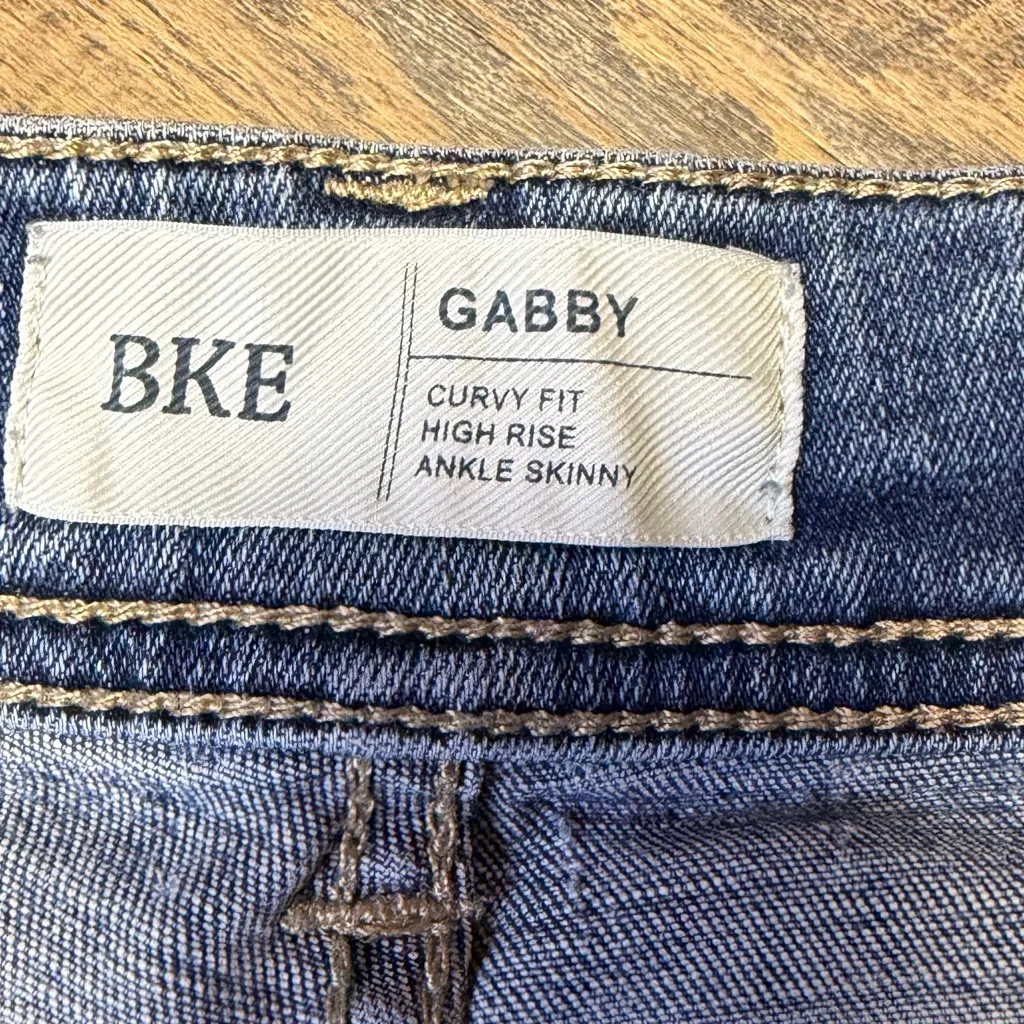 BKE
GABBY
CURVY FIT
HIGH RISE
ANKLE SKINNY